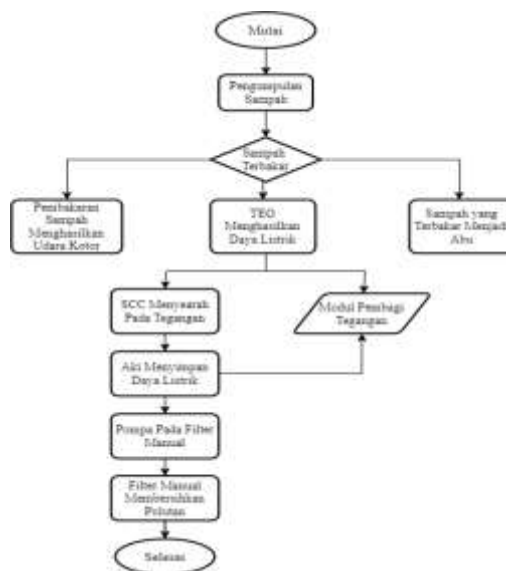 Mulai
Pengumpulan
Sampah
Sampah
Terbakar
Pembakaran
Sampah
Menghasilkan
Udara Kotor
TEG
Menghasilkan
Daya Listrik
Sampah yang
Terbakar Menjadi
Abu
SCC Menyearah
Pada Tegangan
Modul Pembagi
Tegangan
Aki Menyimpan
Daya Listrik
Pompa Pada Filter
Manual
Filter Manual
Membersihkan
Polutan
Selesai